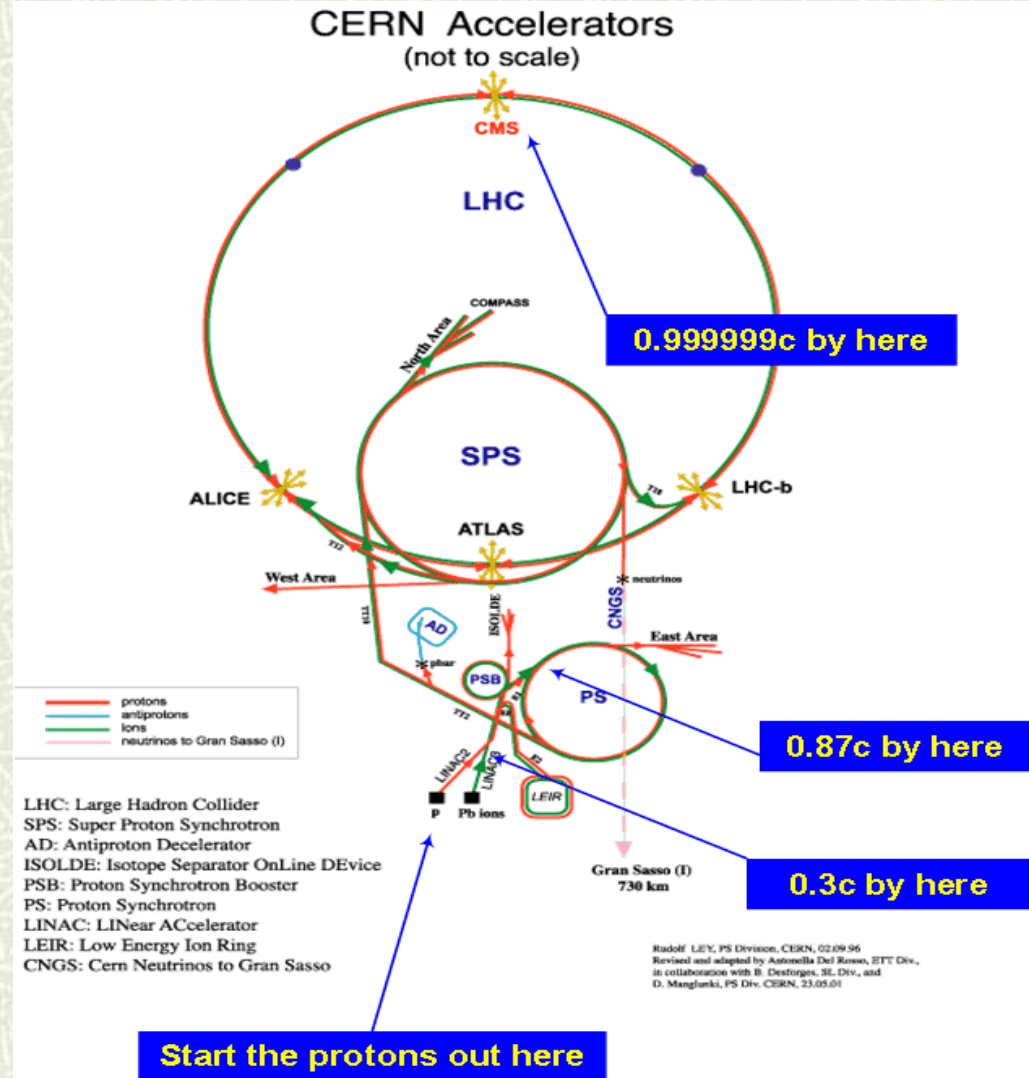 CERN Accelerators
(not to scale)
CMS
LHC
COMPASS
North Area
0.999999c by here
SPS
ALICE
LHC-b
TI8
ATLAS
TI2
West Area
neutrinos
CNGS
ISOLDE
TT10
AD
East Area
pbar
PSB
PS
protons
antiprotons
ions
neutrinos to Gran Sasso (I)
TT2
E2
0.87c by here
LINAC2
LINAC3
LEIR
p
Pb ions
LHC: Large Hadron Collider
SPS: Super Proton Synchrotron
AD: Antiproton Decelerator
ISOLDE: Isotope Separator OnLine DEvice
PSB: Proton Synchrotron Booster
PS: Proton Synchrotron
LINAC: LINear ACcelerator
LEIR: Low Energy Ion Ring
CNGS: Cern Neutrinos to Gran Sasso
Gran Sasso (I)
730 km
0.3c by here
Rudolf LEY, PS Division, CERN, 02.09.96
Revised and adapted by Antonella Del Rosso, ETT Div.,
in collaboration with B. Desforges, SL Div., and
D. Manglunki, PS Div. CERN, 23.05.01
Start the protons out here